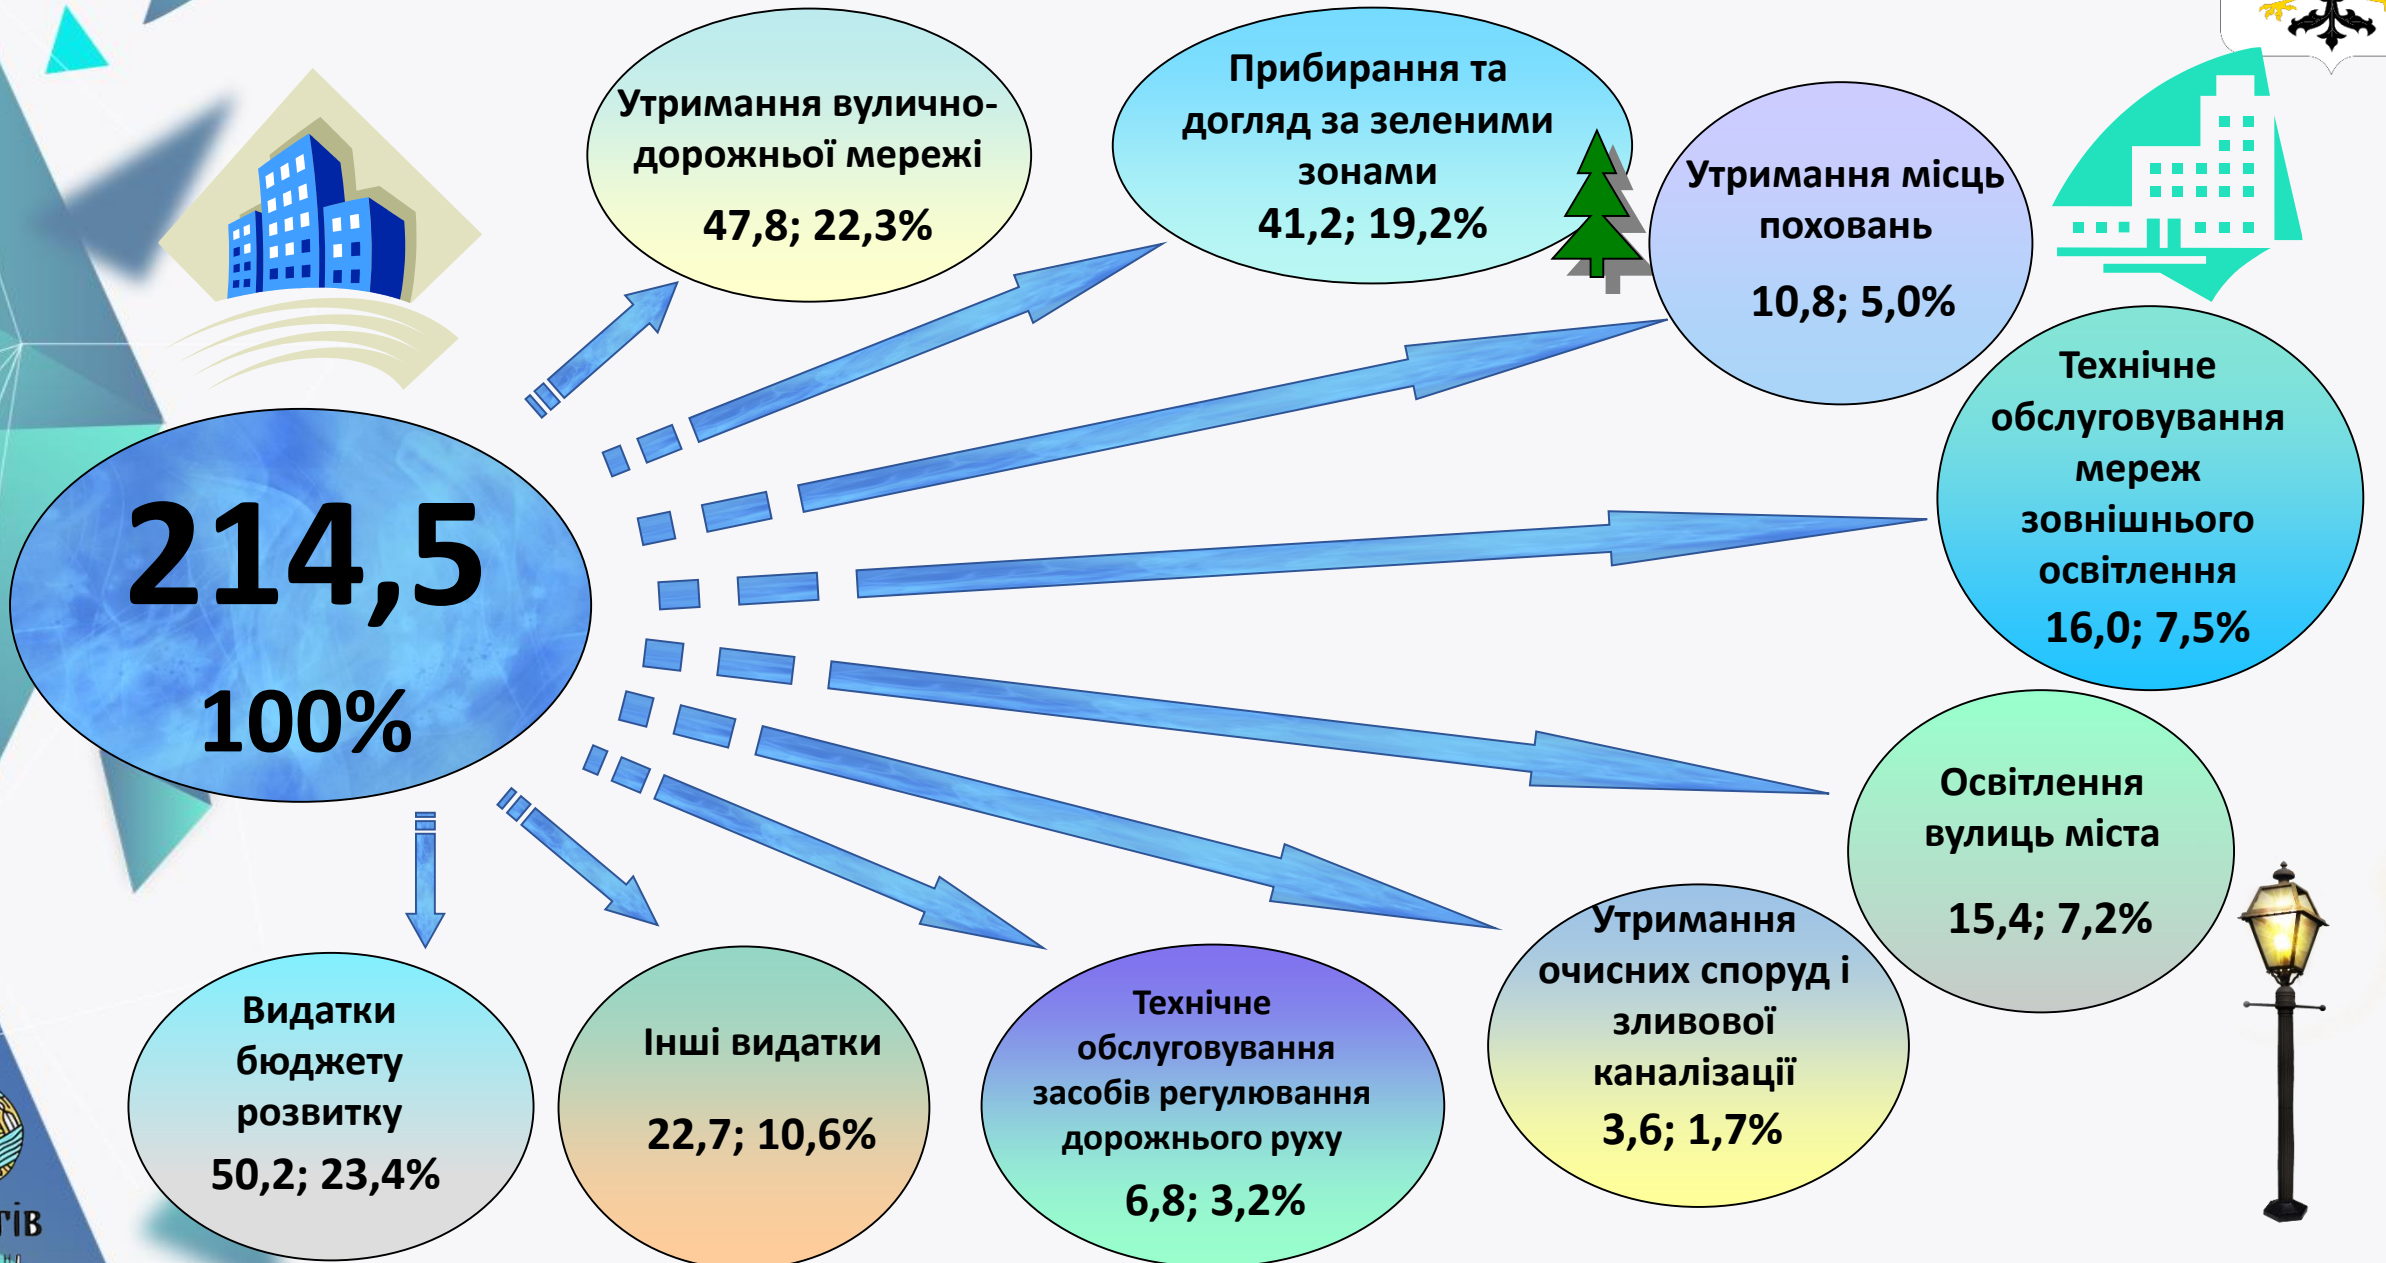 Утримання вулично-
дорожньої мережі
47,8; 22,3%
Прибирання та
догляд за зеленими
зонами
41,2; 19,2%
Утримання місць
поховань
10,8; 5,0%
Технічне
обслуговування
мереж
зовнішнього
освітлення
16,0; 7,5%
214,5
100%
Освітлення
вулиць міста
15,4; 7,2%
Утримання
очисних споруд і
зливової
каналізації
3,6; 1,7%
Технічне
обслуговування
засобів регулювання
дорожнього руху
6,8; 3,2%
Інші видатки
22,7; 10,6%
Видатки
бюджету
розвитку
50,2; 23,4%